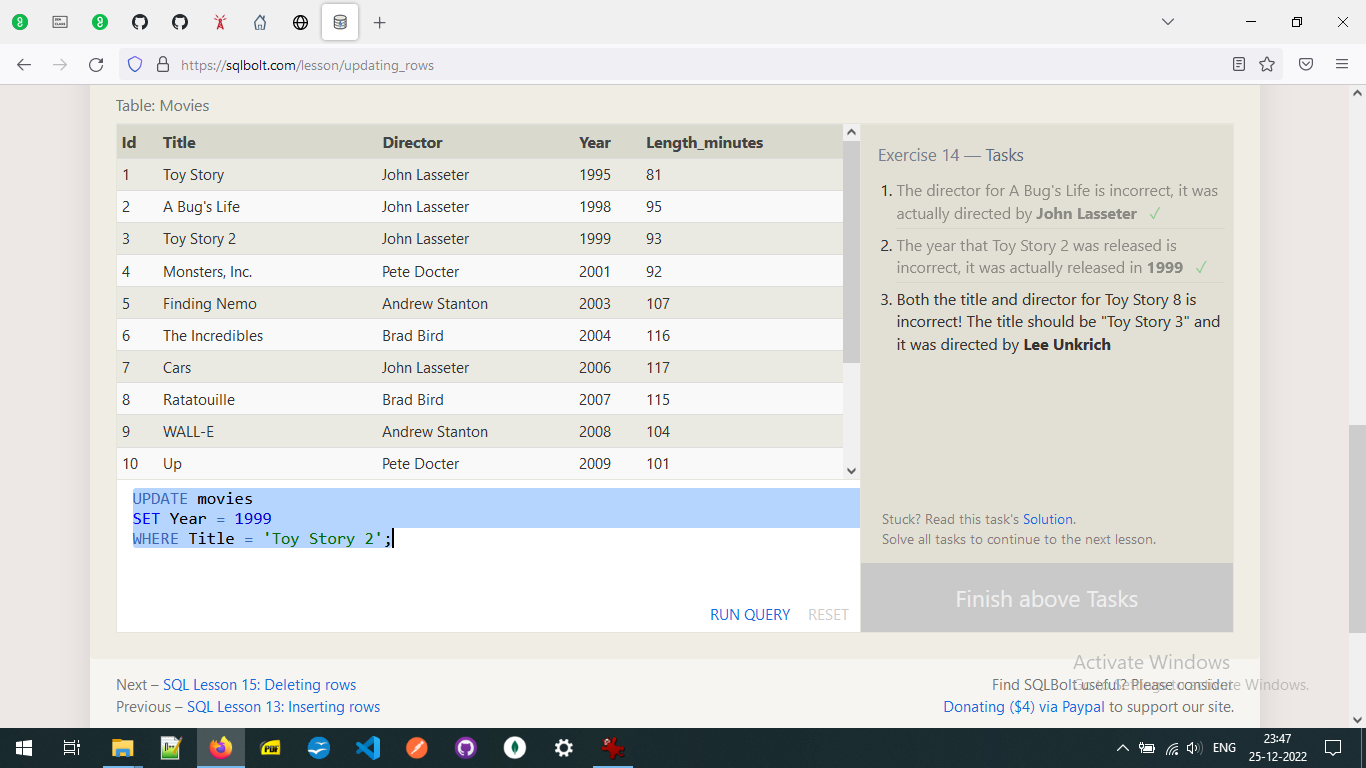 https://sqlbolt.com/lesson/updating_rows
Table: Movies
Id Title Director Year Length_minutes
1 Toy Story John Lasseter 1995 81
2 A Bug's Life John Lasseter 1998 95
3 Toy Story 2 John Lasseter 1999 93
4 Monsters, Inc. Pete Docter 2001 92
5 Finding Nemo Andrew Stanton 2003 107
6 The Incredibles Brad Bird 2004 116
7 Cars John Lasseter 2006 117
8 Ratatouille Brad Bird 2007 115
9 WALL-E Andrew Stanton 2008 104
10 Up Pete Docter 2009 101
UPDATE movies
SET Year = 1999
WHERE Title = 'Toy Story 2';
RUN QUERY RESET
Exercise 14 — Tasks
1. The director for A Bug's Life is incorrect, it was
actually directed by John Lasseter ✓
2. The year that Toy Story 2 was released is
incorrect, it was actually released in 1999 ✓
3. Both the title and director for Toy Story 8 is
incorrect! The title should be "Toy Story 3" and
it was directed by Lee Unkrich
Stuck? Read this task's Solution.
Solve all tasks to continue to the next lesson.
Finish above Tasks
Next – SQL Lesson 15: Deleting rows
Previous – SQL Lesson 13: Inserting rows
Activate Windows
Go to Settings to activate Windows.
Find SQLBolt useful? Please consider
Donating ($4) via Paypal to support our site.
PDF
ENG
23:47
25-12-2022